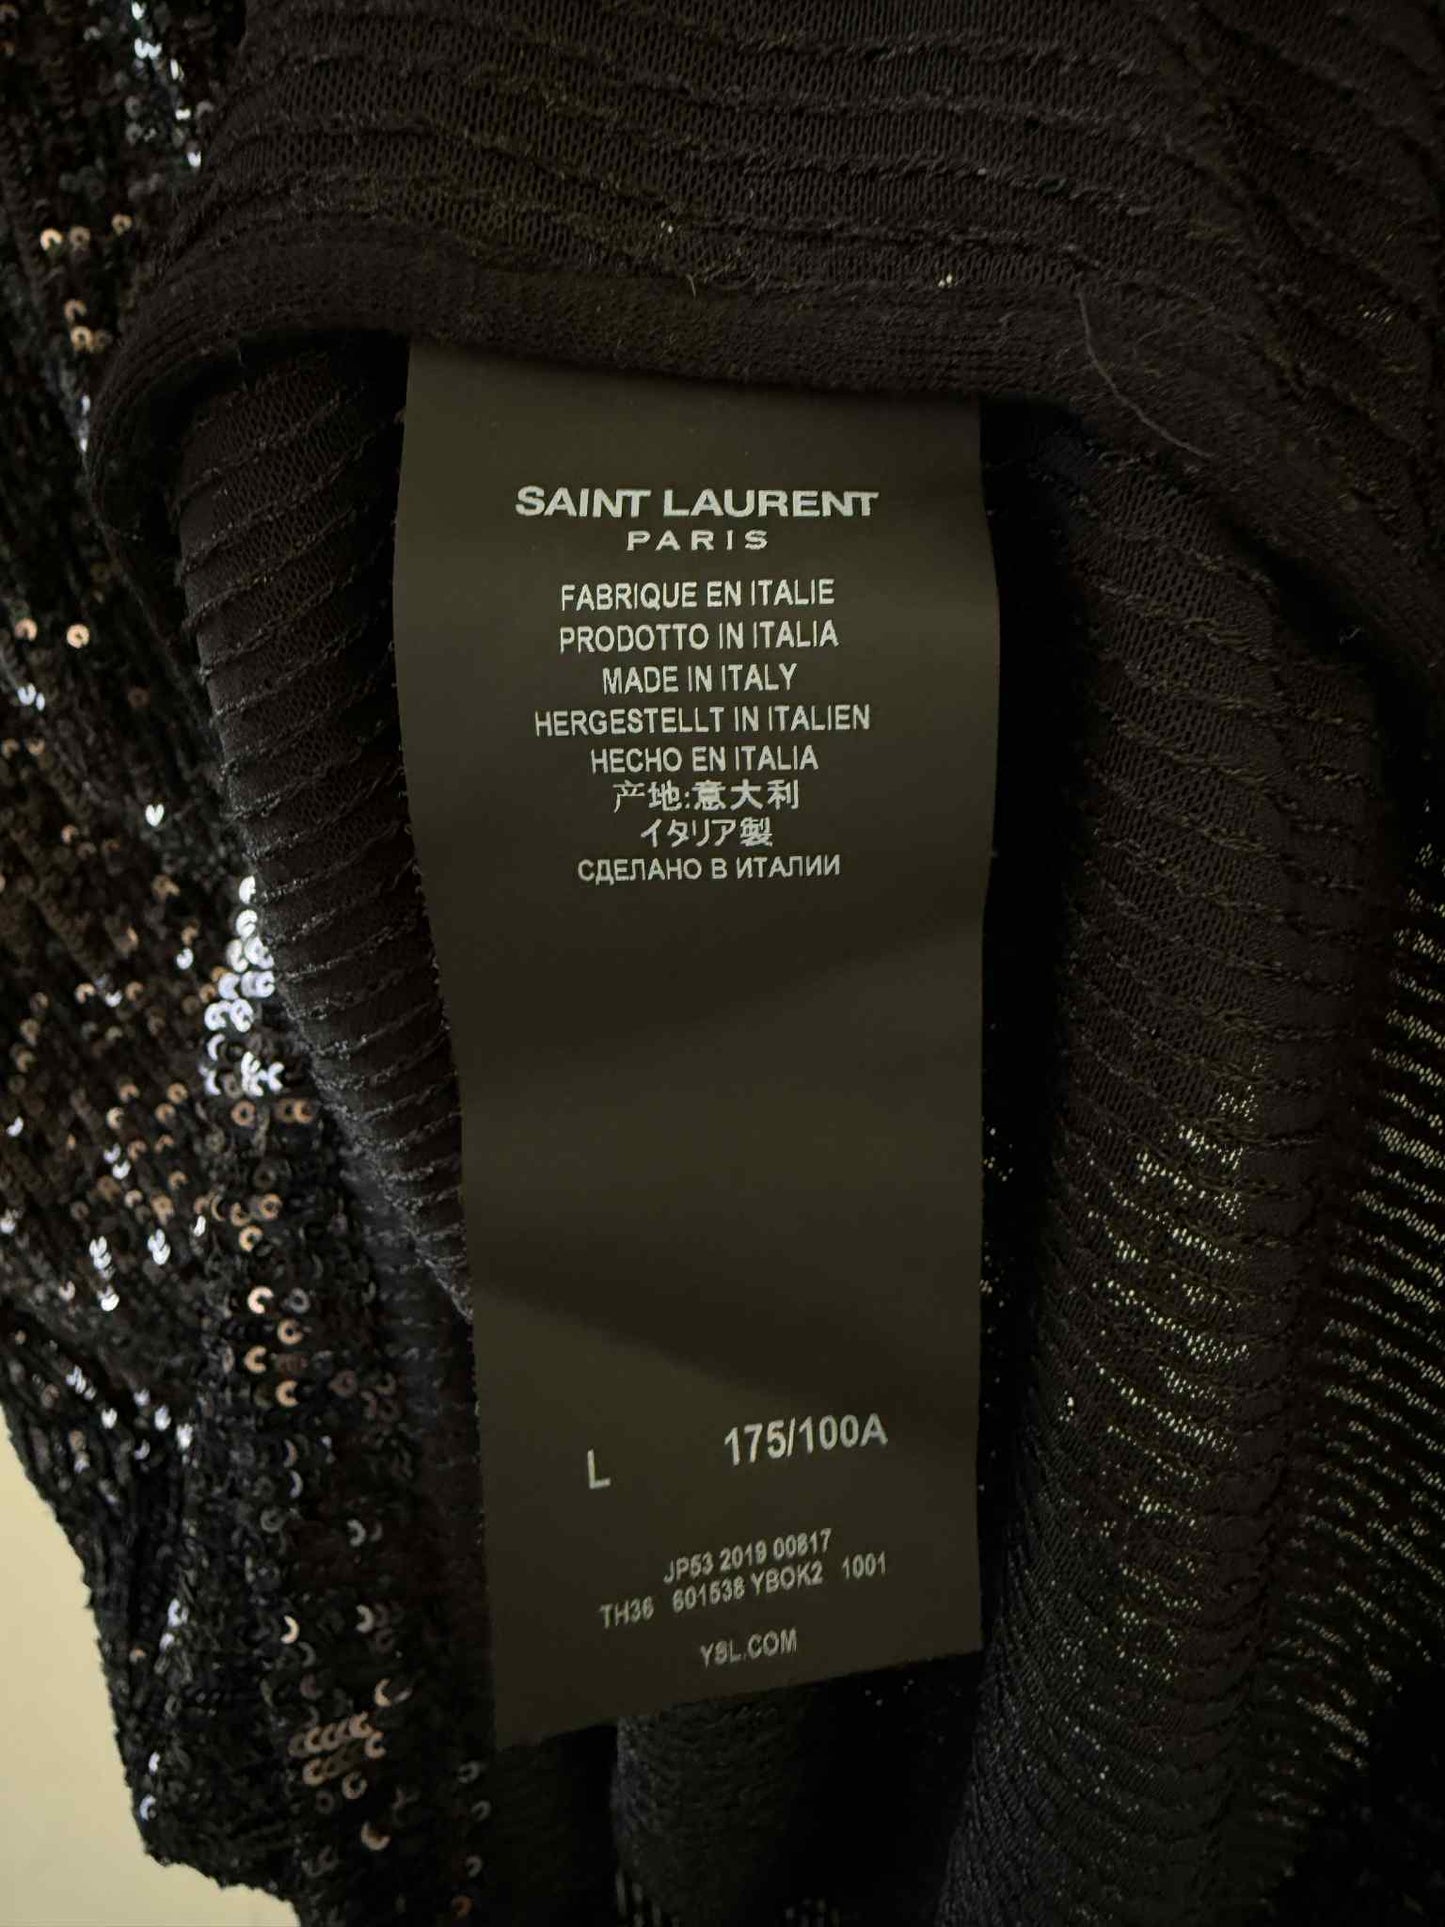 SAINT LAURENT
PARIS
FABRIQUE EN ITALIE
PRODOTTO IN ITALIA
MADE IN ITALY
HERGESTELLT IN ITALIEN
HECHO EN ITALIA
产地:意大利
イタリア製
СДЕЛАНО В ИТАЛИИ
L 175/100A
JP53 2019 00817
TH36 601538 YBOK2 1001
YSL.COM